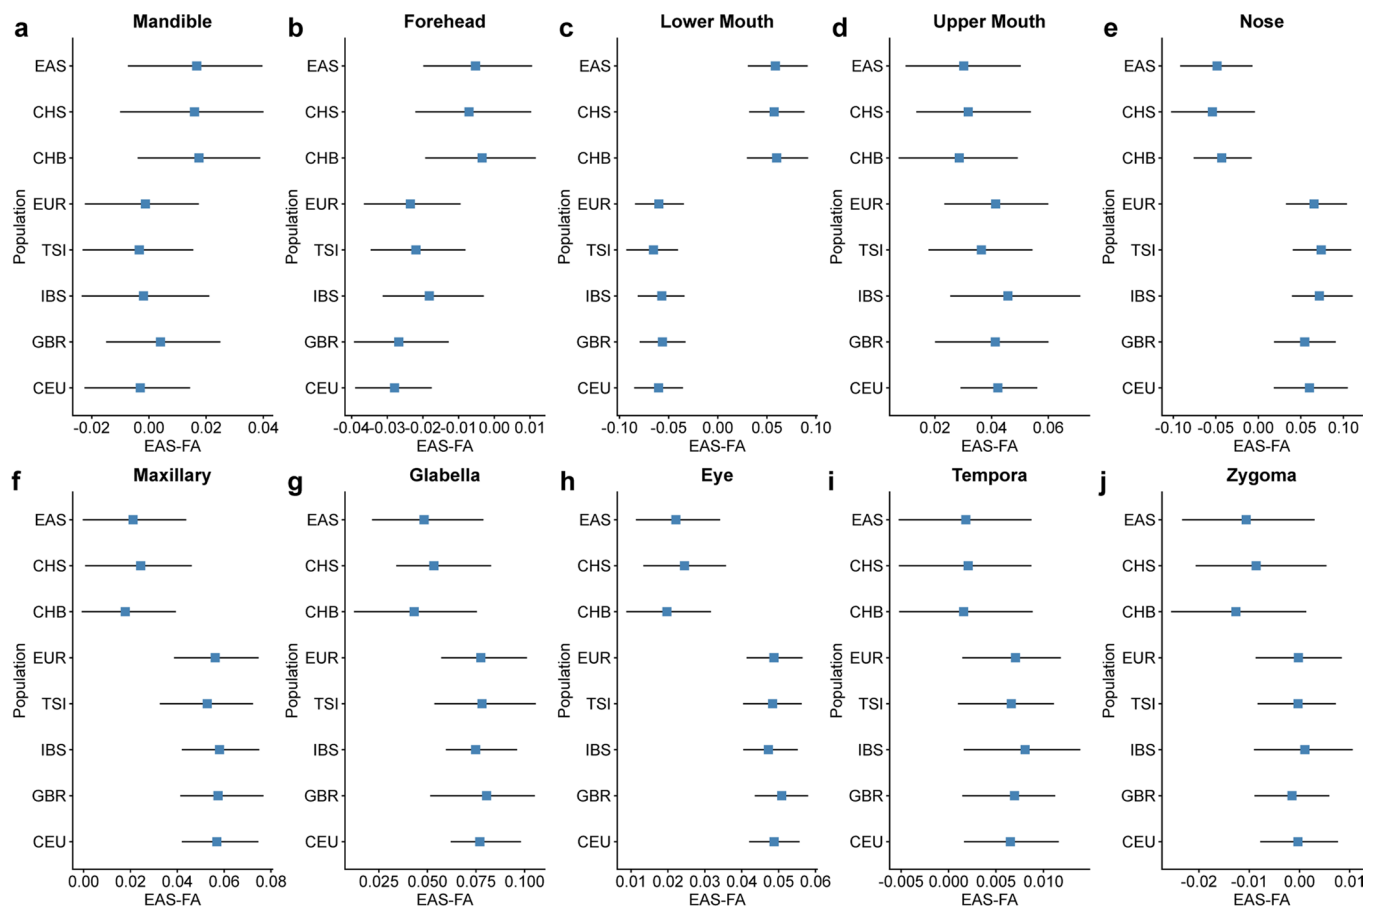 a Mandible
EAS
CHS
CHB
EUR
TSI
IBS
GBR
CEU
Population
-0.02 0.00 0.02 0.04
EAS-FA
b Forehead
EAS
CHS
CHB
EUR
TSI
IBS
GBR
CEU
Population
-0.04 -0.03 -0.02 -0.01 0.00 0.01
EAS-FA
c Lower Mouth
EAS
CHS
CHB
EUR
TSI
IBS
GBR
CEU
Population
-0.10 -0.05 0.00 0.05 0.10
EAS-FA
d Upper Mouth
EAS
CHS
CHB
EUR
TSI
IBS
GBR
CEU
Population
0.02 0.04 0.06
EAS-FA
e Nose
EAS
CHS
CHB
EUR
TSI
IBS
GBR
CEU
Population
-0.10 -0.05 0.00 0.05 0.10
EAS-FA
f Maxillary
EAS
CHS
CHB
EUR
TSI
IBS
GBR
CEU
Population
0.00 0.02 0.04 0.06 0.08
EAS-FA
g Glabella
EAS
CHS
CHB
EUR
TSI
IBS
GBR
CEU
Population
0.025 0.050 0.075 0.100
EAS-FA
h Eye
EAS
CHS
CHB
EUR
TSI
IBS
GBR
CEU
Population
0.01 0.02 0.03 0.04 0.05 0.06
EAS-FA
i Tempora
EAS
CHS
CHB
EUR
TSI
IBS
GBR
CEU
Population
-0.005 0.000 0.005 0.010
EAS-FA
j Zygoma
EAS
CHS
CHB
EUR
TSI
IBS
GBR
CEU
Population
-0.02 -0.01 0.00 0.01
EAS-FA